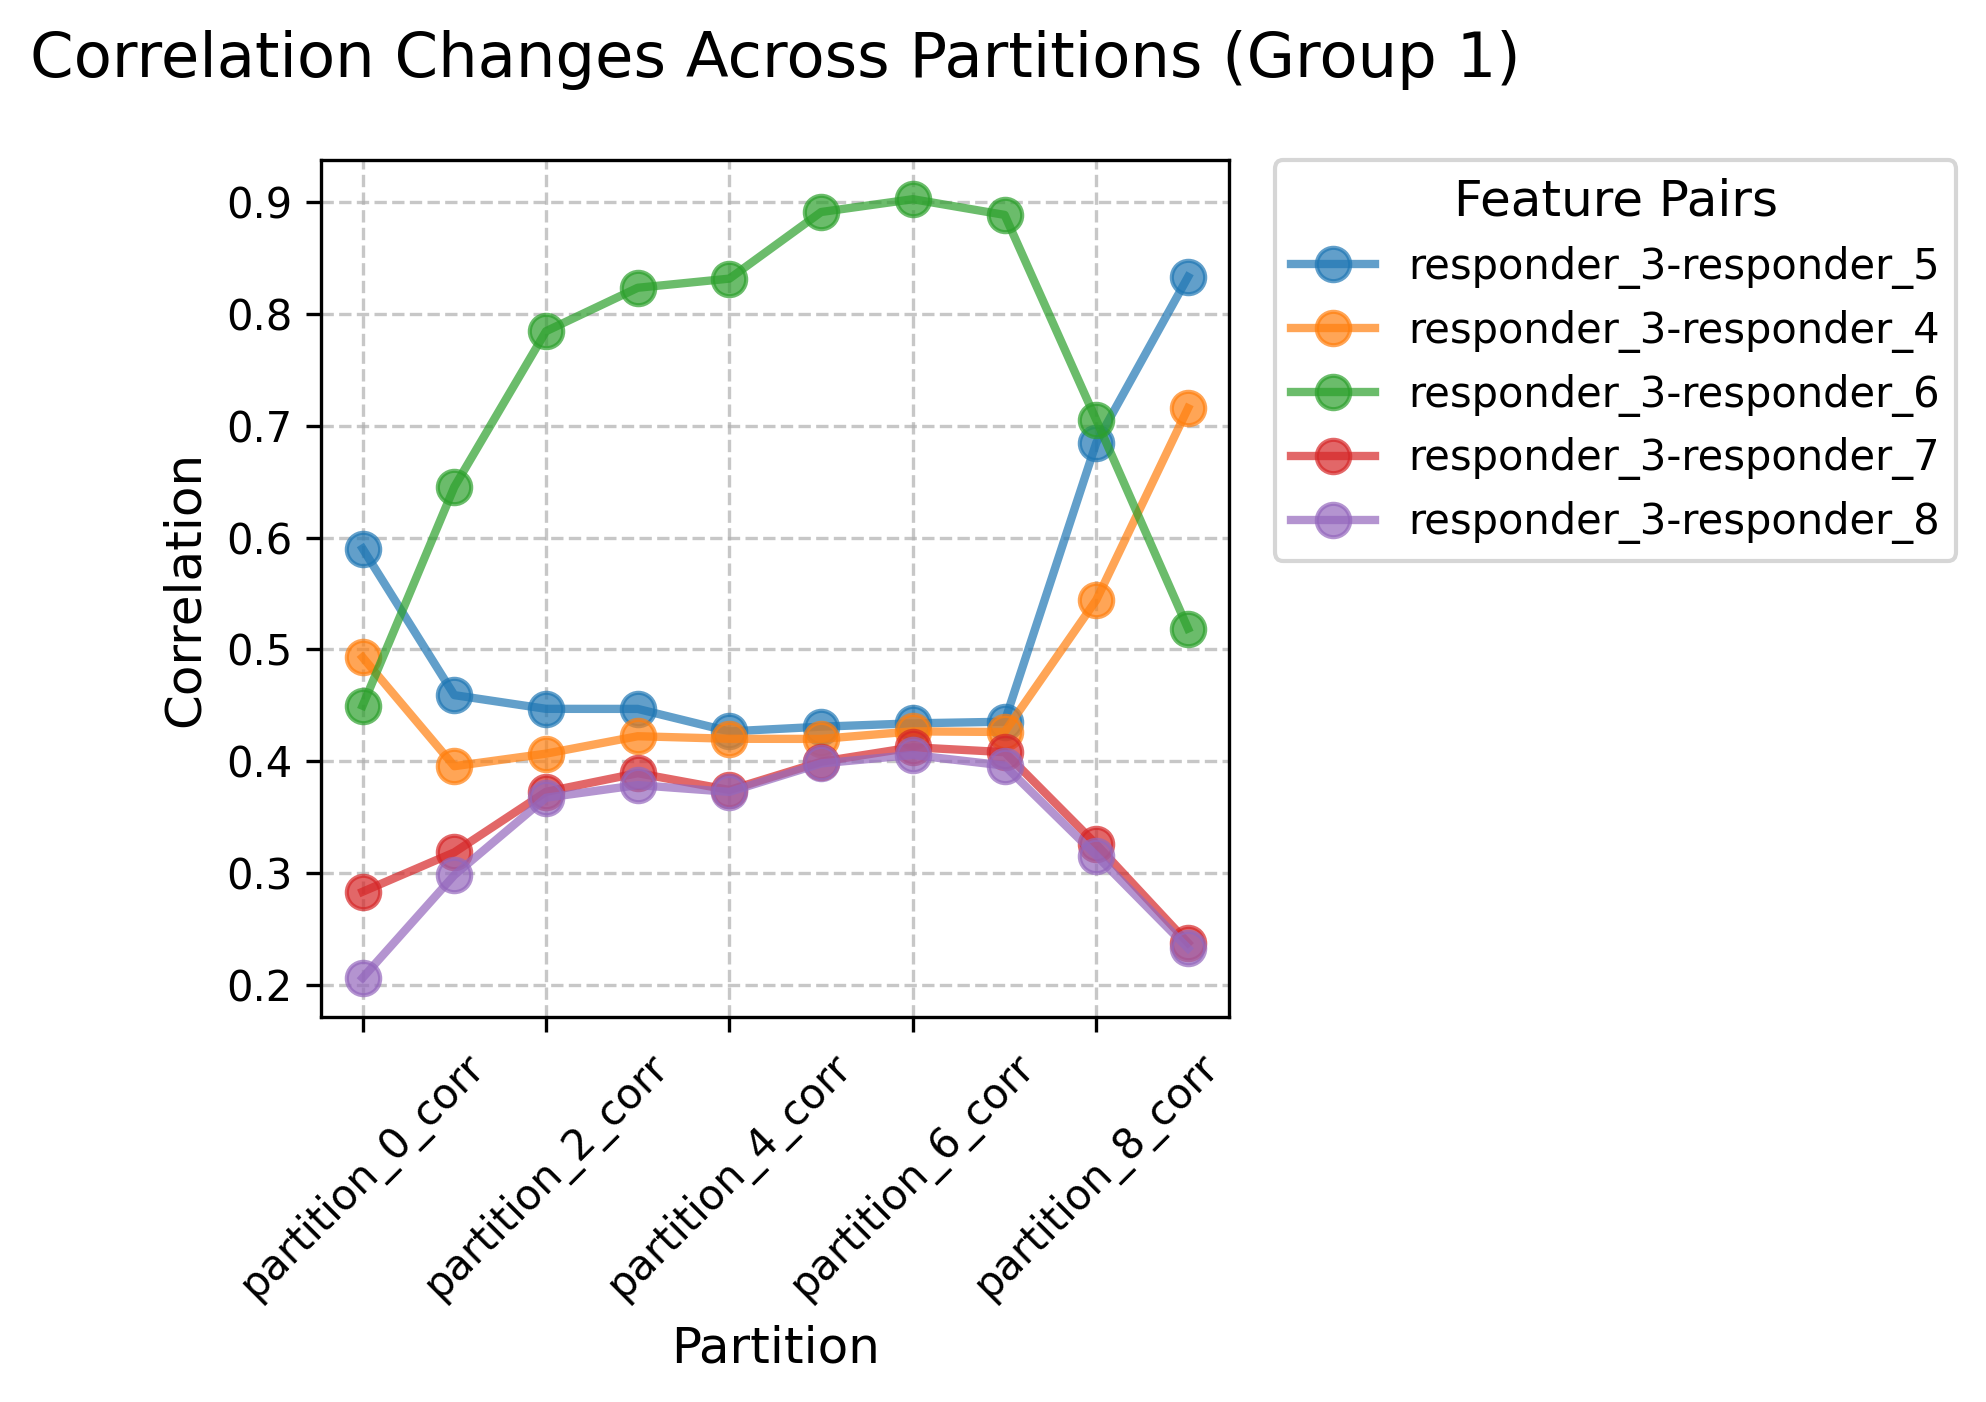 Correlation Changes Across Partitions (Group 1)
Correlation
0.9
0.8
0.7
0.6
0.5
0.4
0.3
0.2
partition_0_corr
partition_2_corr
partition_4_corr
partition_6_corr
partition_8_corr
Partition
Feature Pairs
responder_3-responder_5
responder_3-responder_4
responder_3-responder_6
responder_3-responder_7
responder_3-responder_8